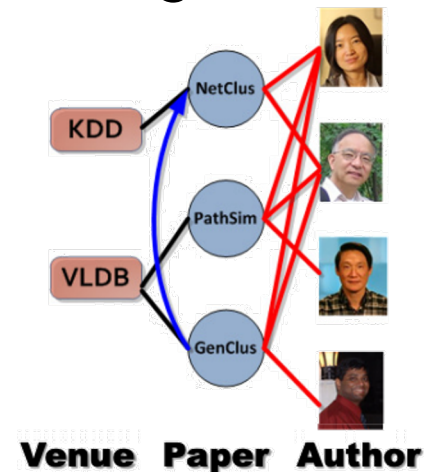 NetClus
KDD
PathSim
VLDB
GenClus
Venue Paper Author